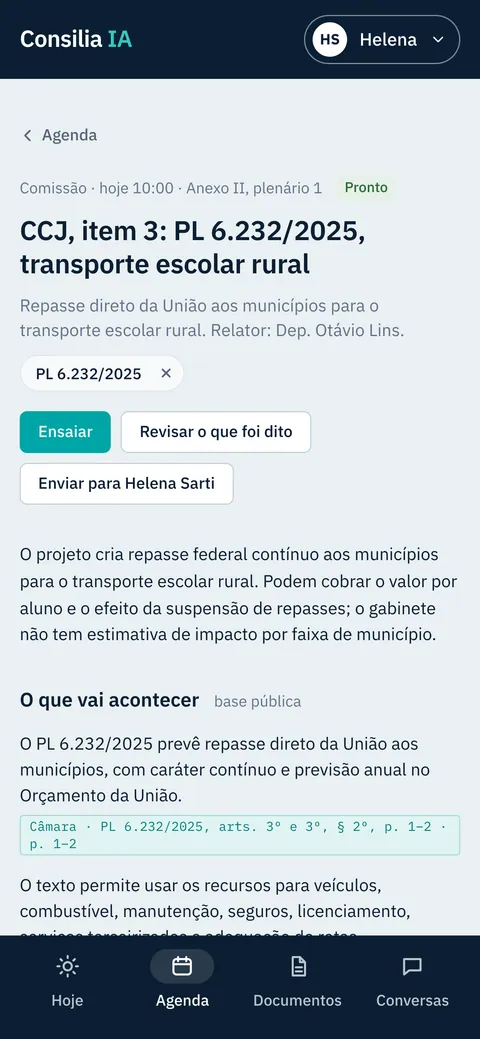 Consilia IA
HS Helena
Agenda
Comissão · hoje 10:00 · Anexo II, plenário 1 Pronto
CCJ, item 3: PL 6.232/2025,
transporte escolar rural
Repasse direto da União aos municípios para o
transporte escolar rural. Relator: Dep. Otávio Lins.
PL 6.232/2025 ×
Ensaiar Revisar o que foi dito
Enviar para Helena Sarti
O projeto cria repasse federal contínuo aos municípios
para o transporte escolar rural. Podem cobrar o valor por
aluno e o efeito da suspensão de repasses; o gabinete
não tem estimativa de impacto por faixa de município.
O que vai acontecer base pública
O PL 6.232/2025 prevê repasse direto da União aos
municípios, com caráter contínuo e previsão anual no
Orçamento da União.
Câmara · PL 6.232/2025, arts. 3º e 3º, § 2º, p. 1–2 ·
p. 1–2
O texto permite usar os recursos para veículos,
combustível, manutenção, seguros, licenciamento,
Hoje Agenda Documentos Conversas